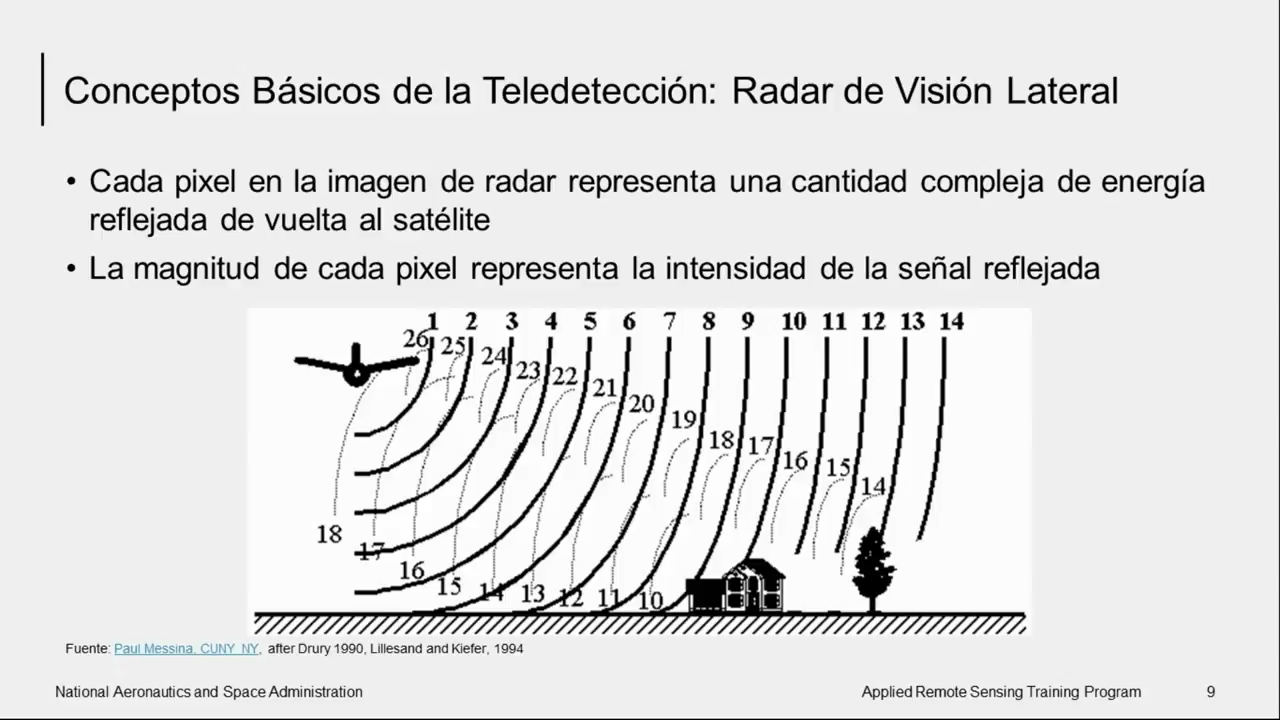 Conceptos Básicos de la Teledetección: Radar de Visión Lateral
• Cada pixel en la imagen de radar representa una cantidad compleja de energía
reflejada de vuelta al satélite
• La magnitud de cada pixel representa la intensidad de la señal reflejada
1 2 3 4 5 6 7 8 9 10 11 12 13 14
26 25 24 23 22 21 20 19 18 17 16 15 14
18 17 16 15 14 13 12 11 10
Fuente: Paul Messina, CUNY NY, after Drury 1990, Lillesand and Kiefer, 1994
National Aeronautics and Space Administration
Applied Remote Sensing Training Program
9